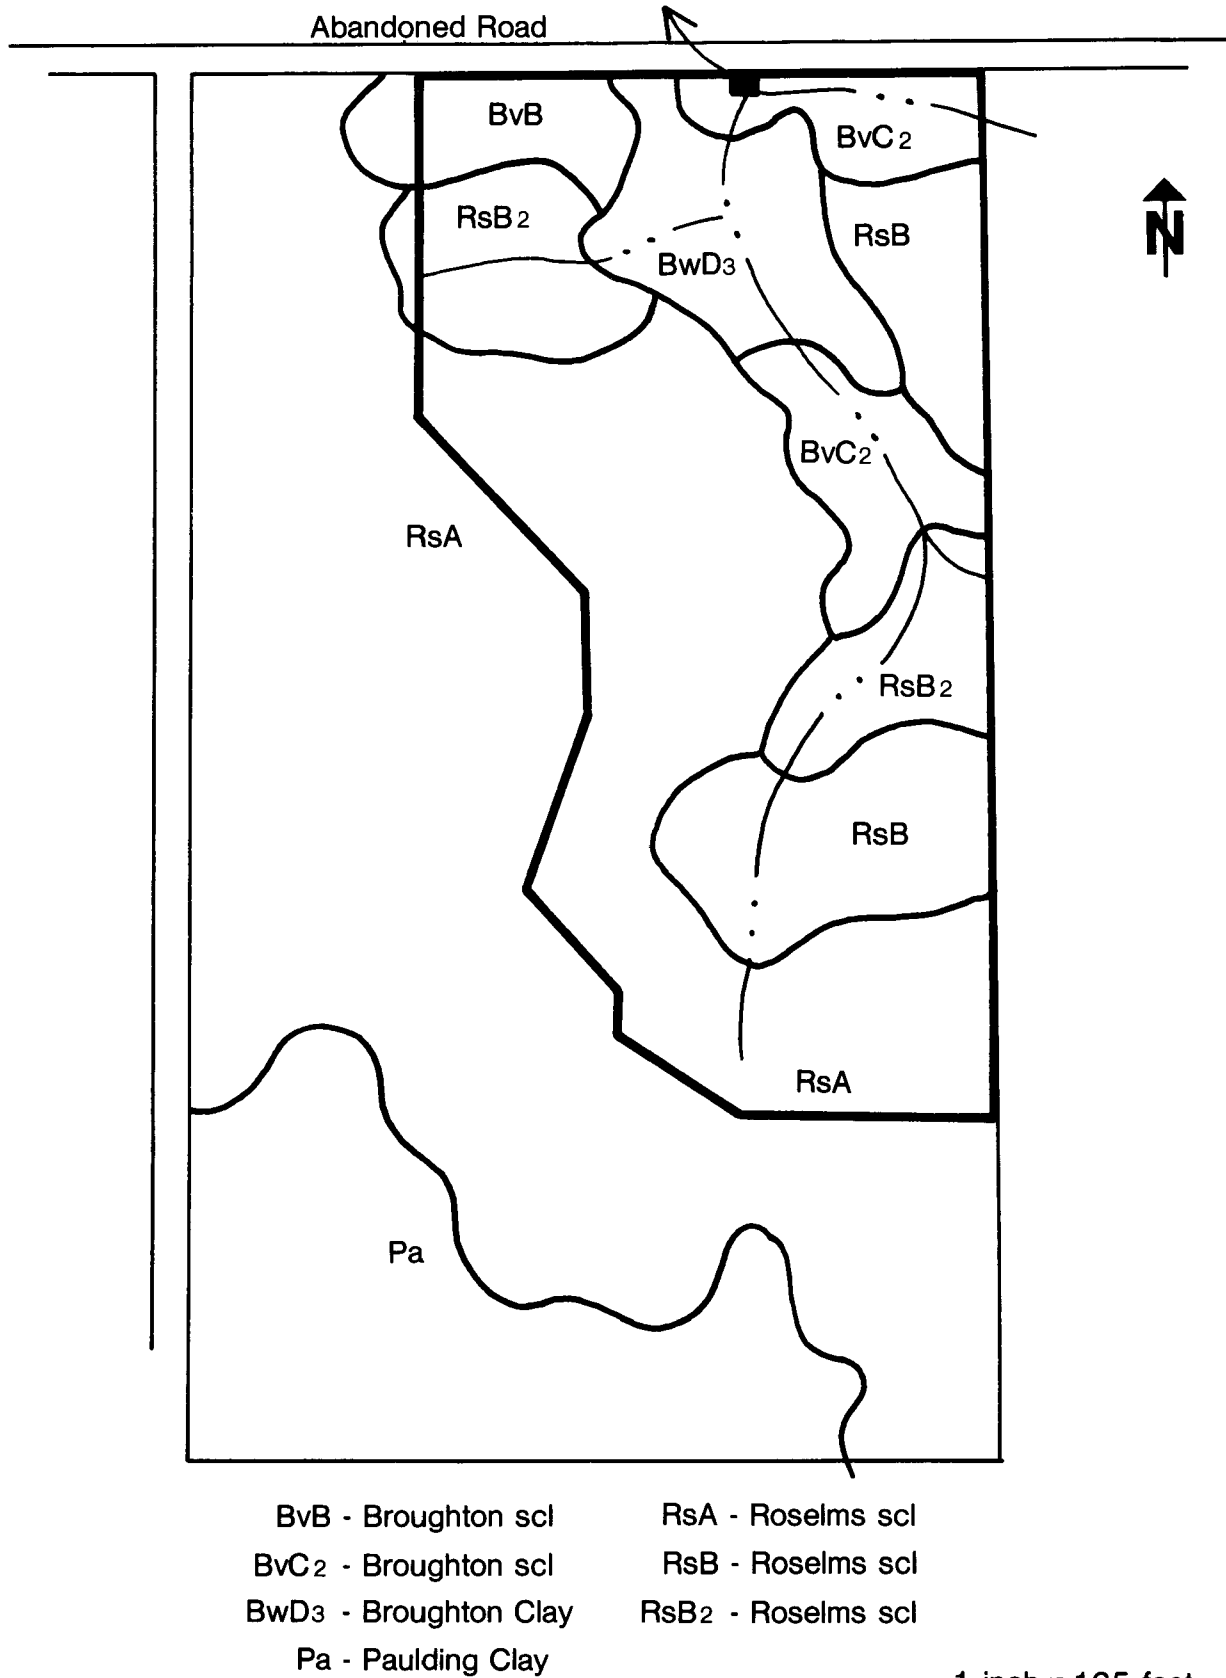 Abandoned Road
BvB
BvC2
RsB2
RsB
N
BwD3
BvC2
RsA
RsB2
RsB
RsA
Pa
BvB - Broughton scl
RsA - Roselms scl
BvC2 - Broughton scl
RsB - Roselms scl
BwD3 - Broughton Clay
RsB2 - Roselms scl
Pa - Paulding Clay